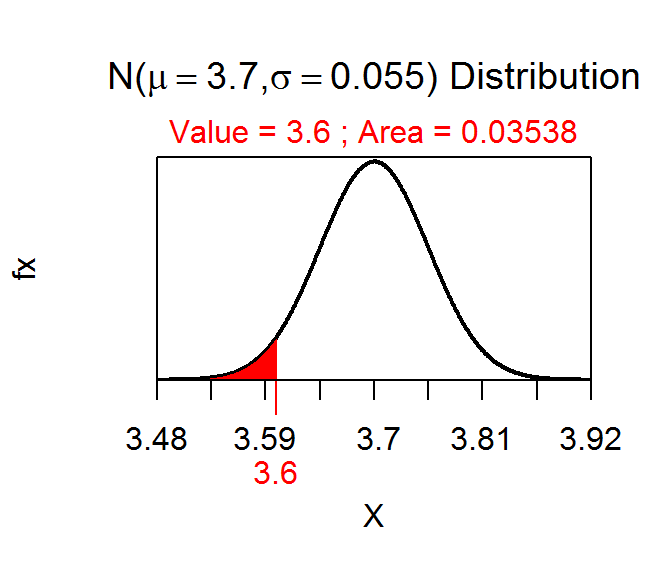 N(μ = 3.7,σ = 0.055) Distribution
Value = 3.6 ; Area = 0.03538
fx
3.48 3.59 3.7 3.81 3.92
3.6
X